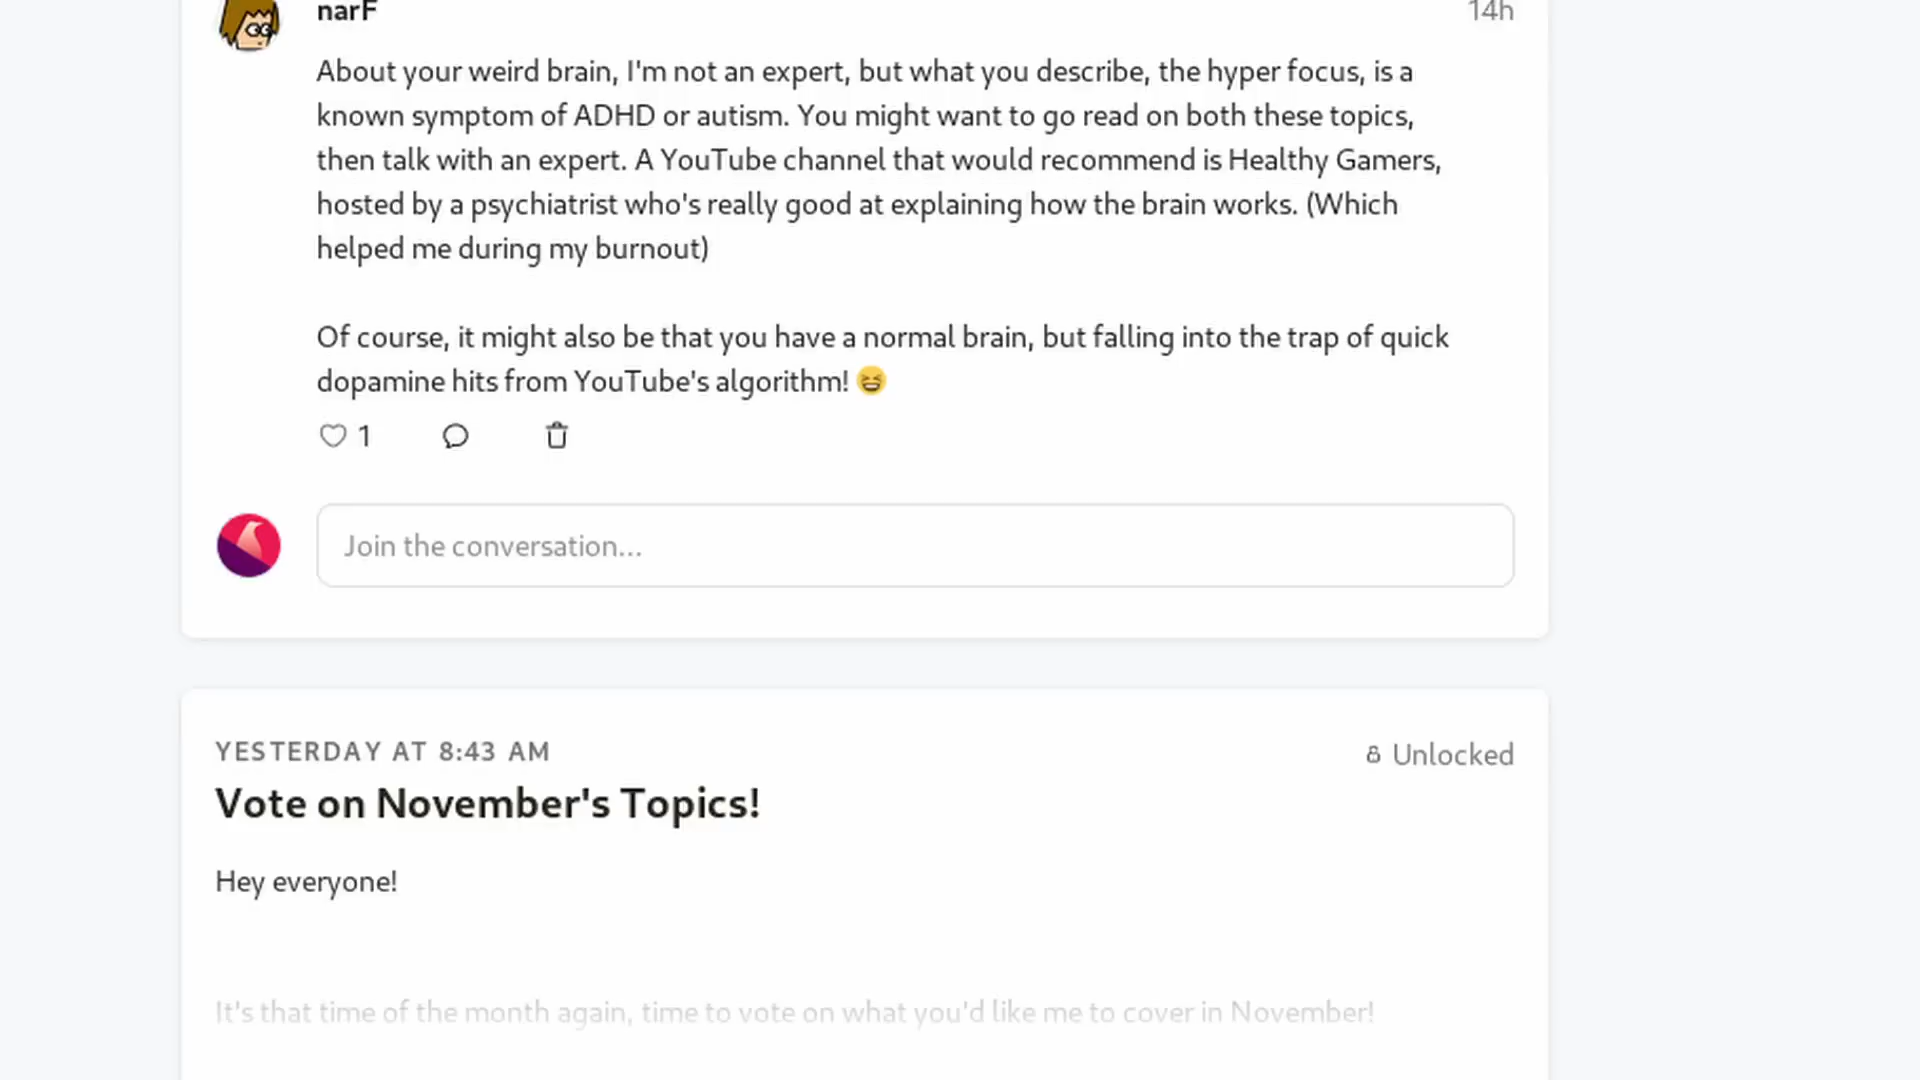 narF
14h
About your weird brain, I'm not an expert, but what you describe, the hyper focus, is a
known symptom of ADHD or autism. You might want to go read on both these topics,
then talk with an expert. A YouTube channel that would recommend is Healthy Gamers,
hosted by a psychiatrist who's really good at explaining how the brain works. (Which
helped me during my burnout)
Of course, it might also be that you have a normal brain, but falling into the trap of quick
dopamine hits from YouTube's algorithm! 😆
1
Join the conversation...
YESTERDAY AT 8:43 AM
Unlocked
Vote on November's Topics!
Hey everyone!
It's that time of the month again, time to vote on what you'd like me to cover in November!